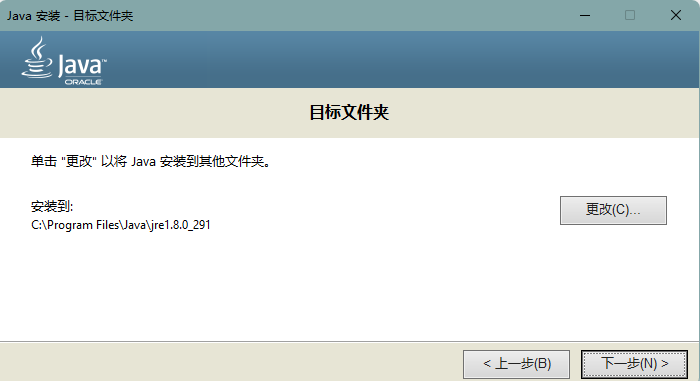 Java 安装 - 目标文件夹
Java™
ORACLE
目标文件夹
单击 "更改" 以将 Java 安装到其他文件夹。
安装到:
C:\Program Files\Java\jre1.8.0_291
更改(C)...
< 上一步(B)
下一步(N) >